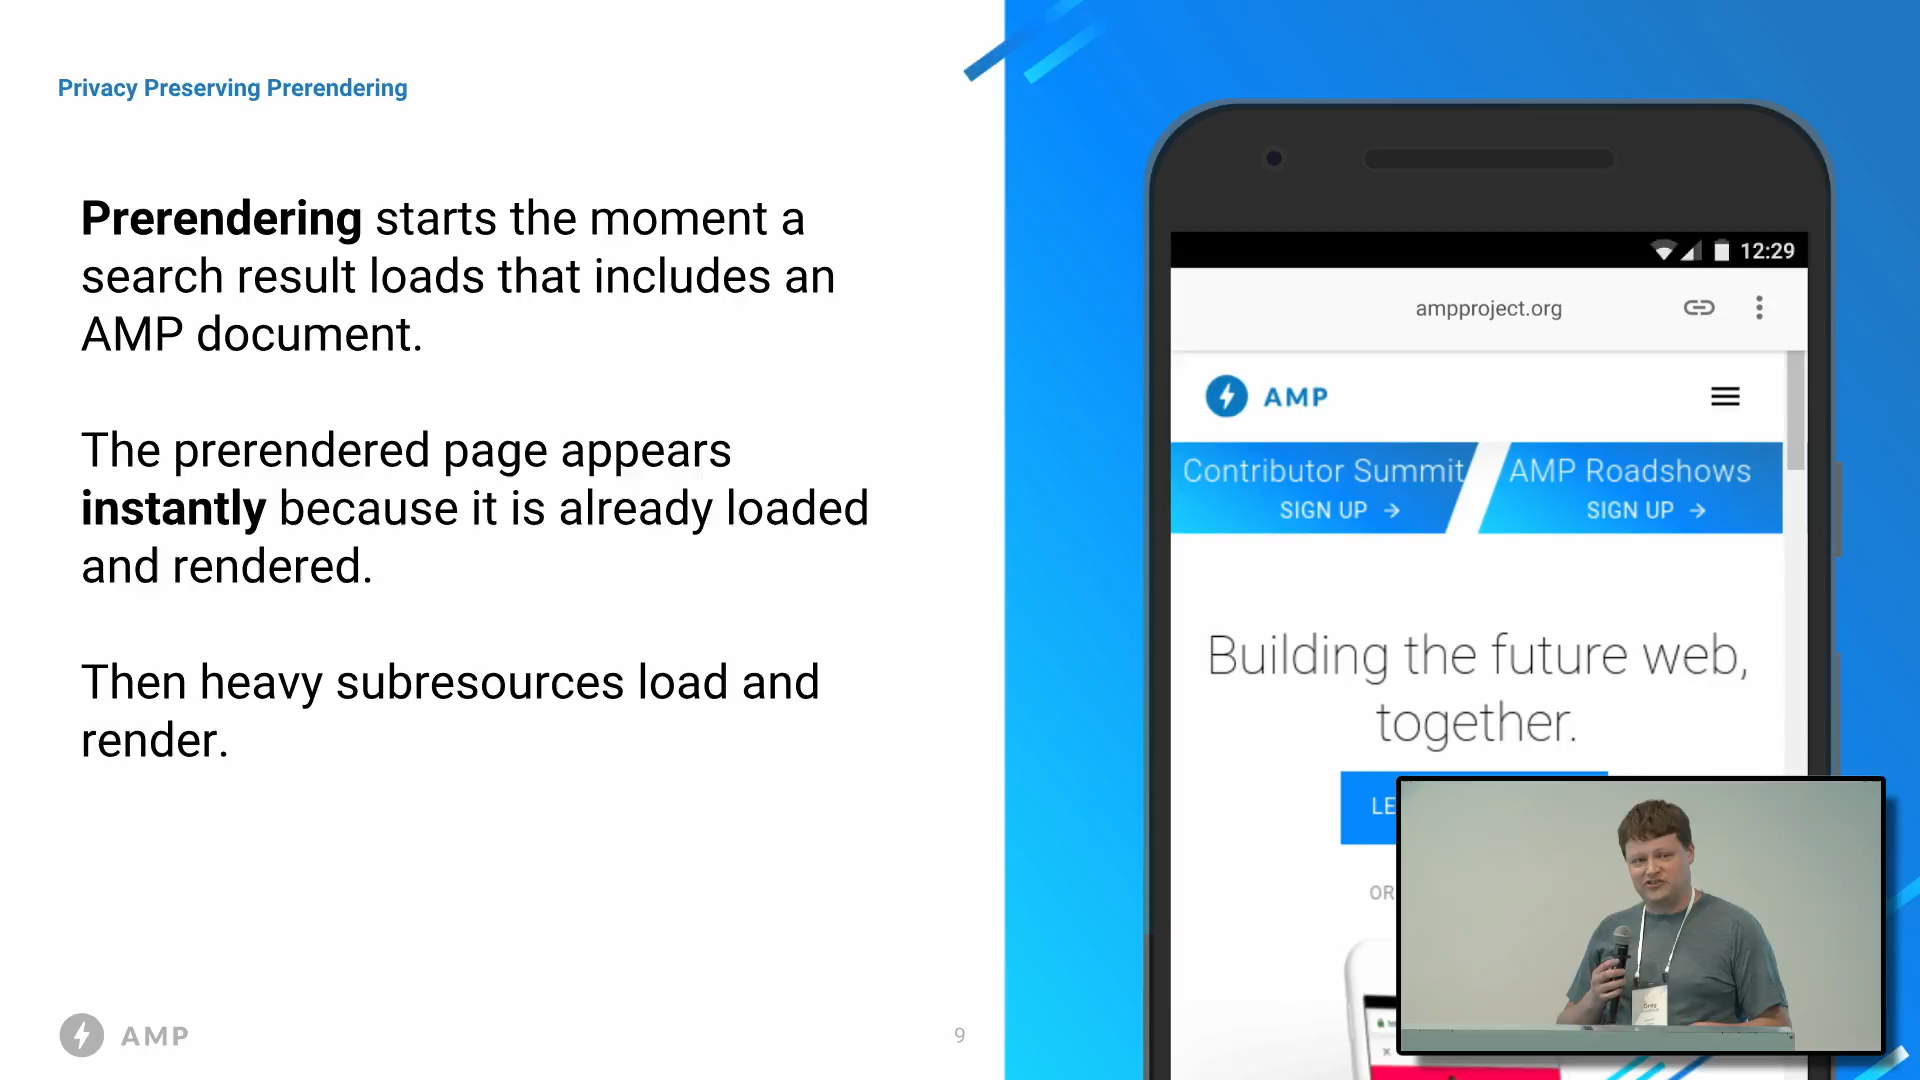 Privacy Preserving Prerendering
Prerendering starts the moment a
search result loads that includes an
AMP document.
The prerendered page appears
instantly because it is already loaded
and rendered.
Then heavy subresources load and
render.
AMP
9
12:29
ampproject.org
AMP
Contributor Summit
SIGN UP →
AMP Roadshows
SIGN UP →
Building the future web,
together.
LE
OR
Greg